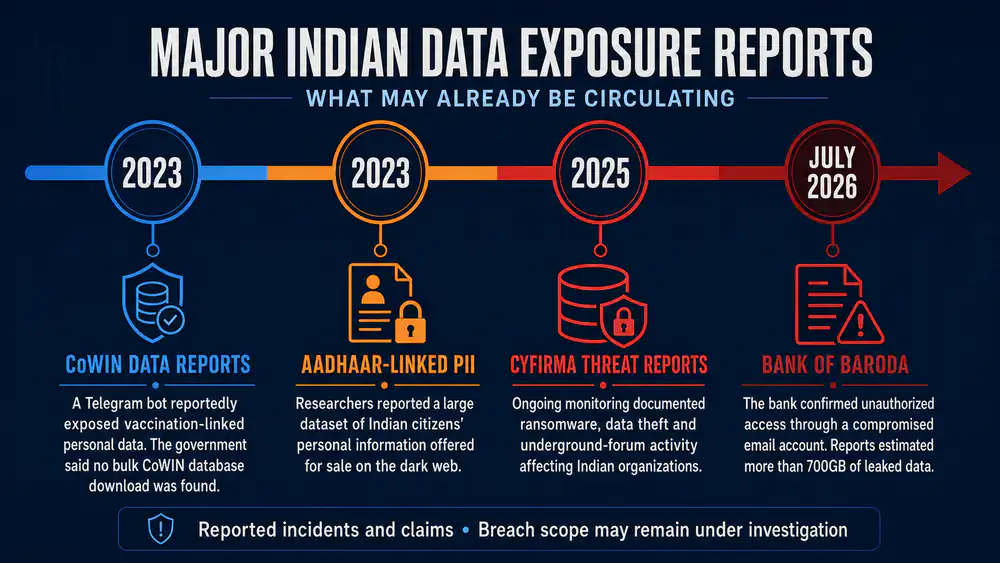 MAJOR INDIAN DATA EXPOSURE REPORTS
WHAT MAY ALREADY BE CIRCULATING
2023
2023
2025
JULY
2026
CoWIN DATA REPORTS
A Telegram bot reportedly
exposed vaccination-linked
personal data. The government
said no bulk CoWIN database
download was found.
AADHAAR-LINKED PII
Researchers reported a large
dataset of Indian citizens'
personal information offered
for sale on the dark web.
CYFIRMA THREAT REPORTS
Ongoing monitoring documented
ransomware, data theft and
underground-forum activity
affecting Indian organizations.
BANK OF BARODA
The bank confirmed unauthorized
access through a compromised
email account. Reports estimated
more than 700GB of leaked data.
Reported incidents and claims • Breach scope may remain under investigation